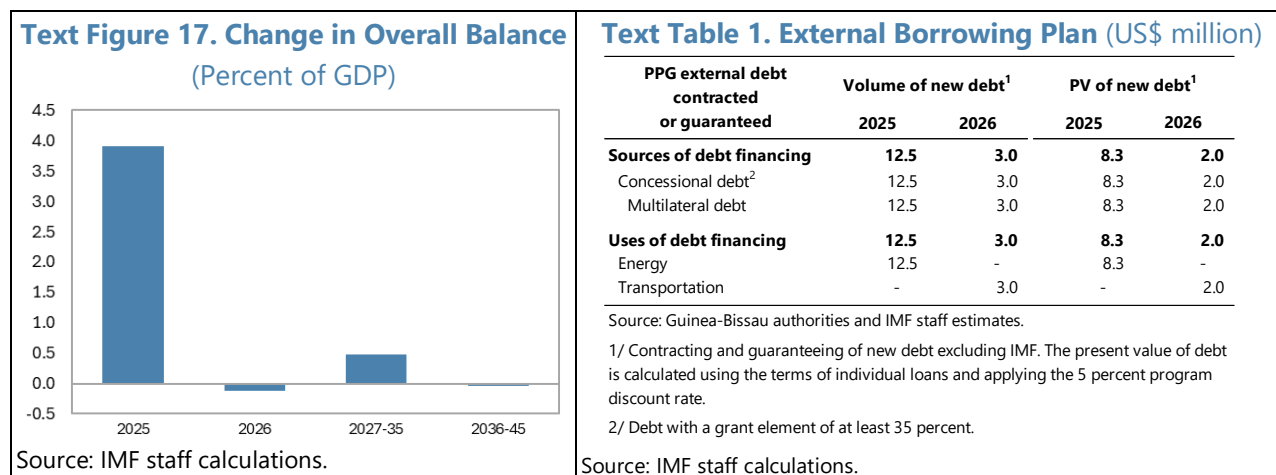 Text Figure 17. Change in Overall Balance
(Percent of GDP)
4.5
4.0
3.5
3.0
2.5
2.0
1.5
1.0
0.5
0.0
-0.5
2025 2026 2027-35 2036-45
Source: IMF staff calculations.
Text Table 1. External Borrowing Plan (US$ million)
PPG external debt
contracted
or guaranteed
Volume of new debt¹ PV of new debt¹
2025 2026 2025 2026
Sources of debt financing 12.5 3.0 8.3 2.0
Concessional debt² 12.5 3.0 8.3 2.0
Multilateral debt 12.5 3.0 8.3 2.0
Uses of debt financing 12.5 3.0 8.3 2.0
Energy 12.5 - 8.3 -
Transportation - 3.0 - 2.0
Source: Guinea-Bissau authorities and IMF staff estimates.
1/ Contracting and guaranteeing of new debt excluding IMF. The present value of debt
is calculated using the terms of individual loans and applying the 5 percent program
discount rate.
2/ Debt with a grant element of at least 35 percent.
Source: IMF staff calculations.